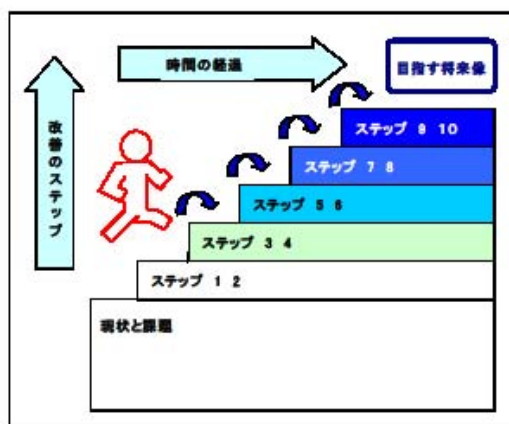 時間の経過
目指す将来像
改善のステップ
ステップ 9 10
ステップ 7 8
ステップ 5 6
ステップ 3 4
ステップ 1 2
現状と課題